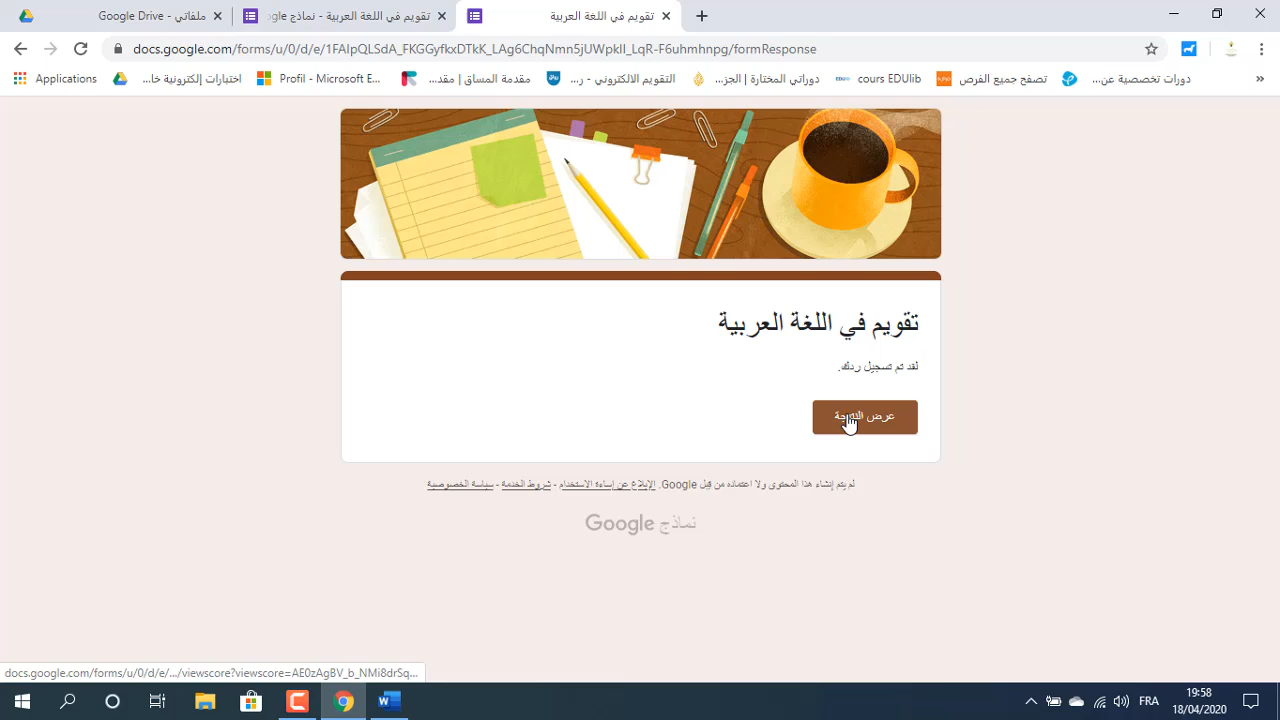 Google Drive - ملفاتي
تقويم في اللغة العربية - نماذج
تقويم في اللغة العربية
docs.google.com/forms/u/0/d/e/1FAIpQLSdA_FKGGyfkxDTkK_LAg6ChqNmn5jUWpkII_LqR-F6uhmhnpg/formResponse
Applications
اختبارات إلكترونية خا...
Profil - Microsoft E...
مقدمة المساق | مقد...
التقويم الالكتروني - ر...
دوراتي المختارة | الجز...
cours EDUlib
تصفح جميع الفرص
دورات تخصصية عن...
تقويم في اللغة العربية
لقد تم تسجيل ردك.
عرض النتيجة
لم يتم إنشاء هذا المحتوى ولا اعتماده من قِبل Google. الإبلاغ عن إساءة الاستخدام - شروط الخدمة - سياسة الخصوصية
نماذج Google
docs.google.com/forms/u/0/d/e/.../viewscore?viewscore=AE0zAgBV_b_NMi8drSq...
FRA
19:58
18/04/2020